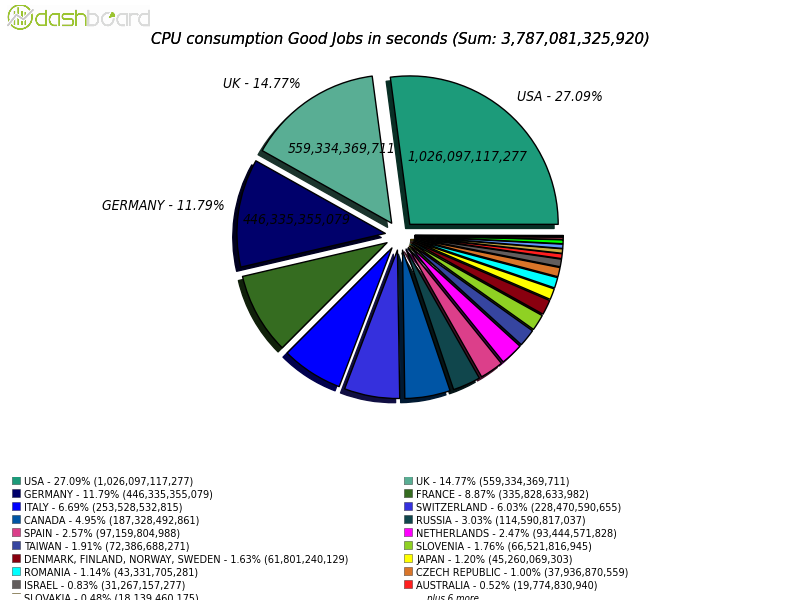 dashboard
CPU consumption Good Jobs in seconds (Sum: 3,787,081,325,920)
UK - 14.77%
USA - 27.09%
559,334,369,711
1,026,097,117,277
GERMANY - 11.79%
446,335,355,079
USA - 27.09% (1,026,097,117,277)
UK - 14.77% (559,334,369,711)
GERMANY - 11.79% (446,335,355,079)
FRANCE - 8.87% (335,828,633,982)
ITALY - 6.69% (253,528,532,815)
SWITZERLAND - 6.03% (228,470,590,655)
CANADA - 4.95% (187,328,492,861)
RUSSIA - 3.03% (114,590,817,037)
SPAIN - 2.57% (97,159,804,988)
NETHERLANDS - 2.47% (93,444,571,828)
TAIWAN - 1.91% (72,386,688,271)
SLOVENIA - 1.76% (66,521,816,945)
DENMARK, FINLAND, NORWAY, SWEDEN - 1.63% (61,801,240,129)
JAPAN - 1.20% (45,260,069,303)
ROMANIA - 1.14% (43,331,705,281)
CZECH REPUBLIC - 1.00% (37,936,870,559)
ISRAEL - 0.83% (31,267,157,277)
AUSTRALIA - 0.52% (19,774,830,940)
SLOVAKIA - 0.48% (18,139,460,175)
plus 6 more